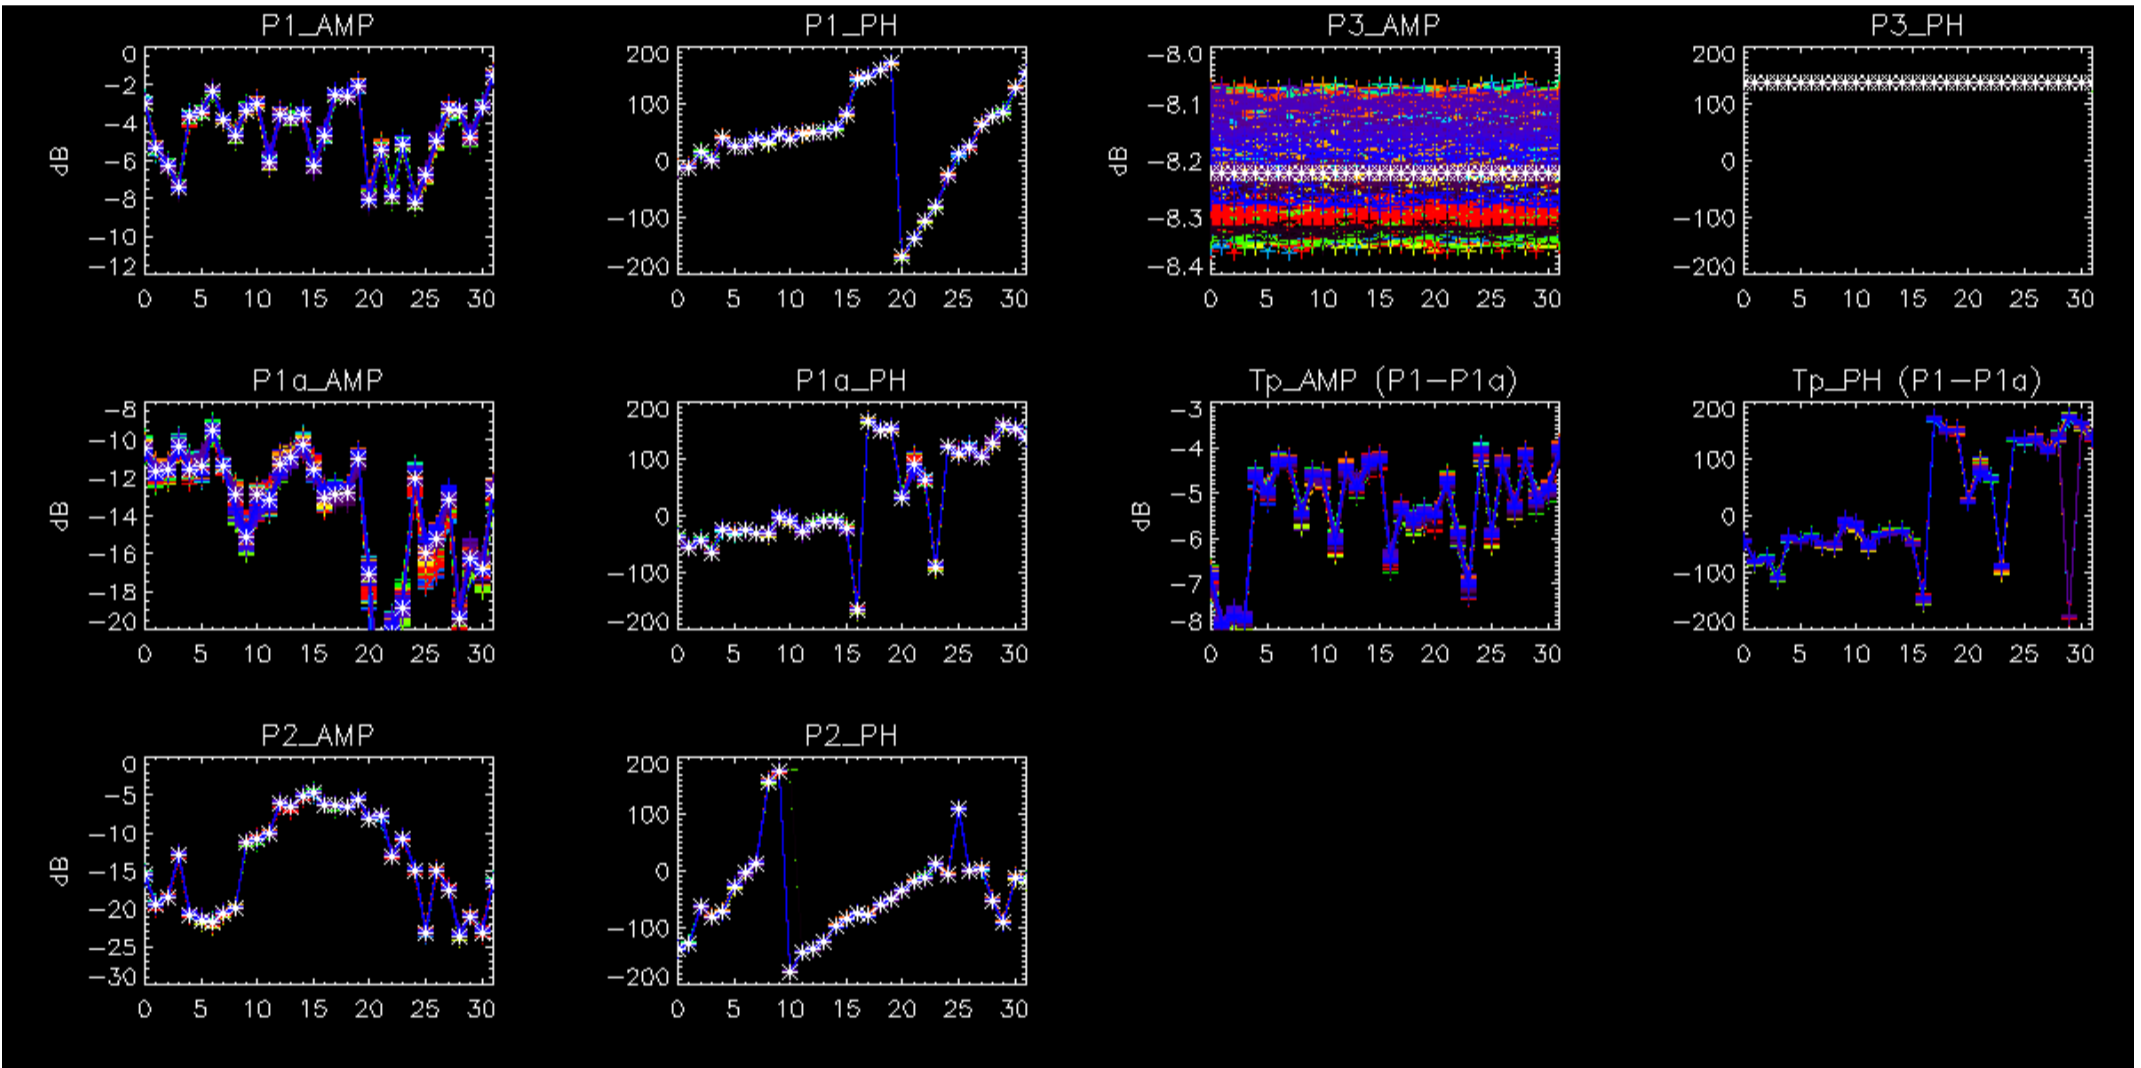 P1_AMP P1_PH P3_AMP P3_PH
0 200 -8.0 200
-2
100 -8.1 100
-4
dB -6 0 dB -8.2 0
-8
-100 -8.3 -100
-10
-12 -200 -8.4 -200
0 5 10 15 20 25 30 0 5 10 15 20 25 30 0 5 10 15 20 25 30 0 5 10 15 20 25 30
P1a_AMP P1a_PH Tp_AMP (P1-P1a) Tp_PH (P1-P1a)
-8 200 -3 200
-10 -4
100 100
-12 -5
dB -14 0 dB 0
-16 -6
-100 -100
-18 -7
-20 -200 -8 -200
0 5 10 15 20 25 30 0 5 10 15 20 25 30 0 5 10 15 20 25 30 0 5 10 15 20 25 30
P2_AMP P2_PH
0 200
-5
100
-10
dB -15 0
-20
-100
-25
-30 -200
0 5 10 15 20 25 30 0 5 10 15 20 25 30